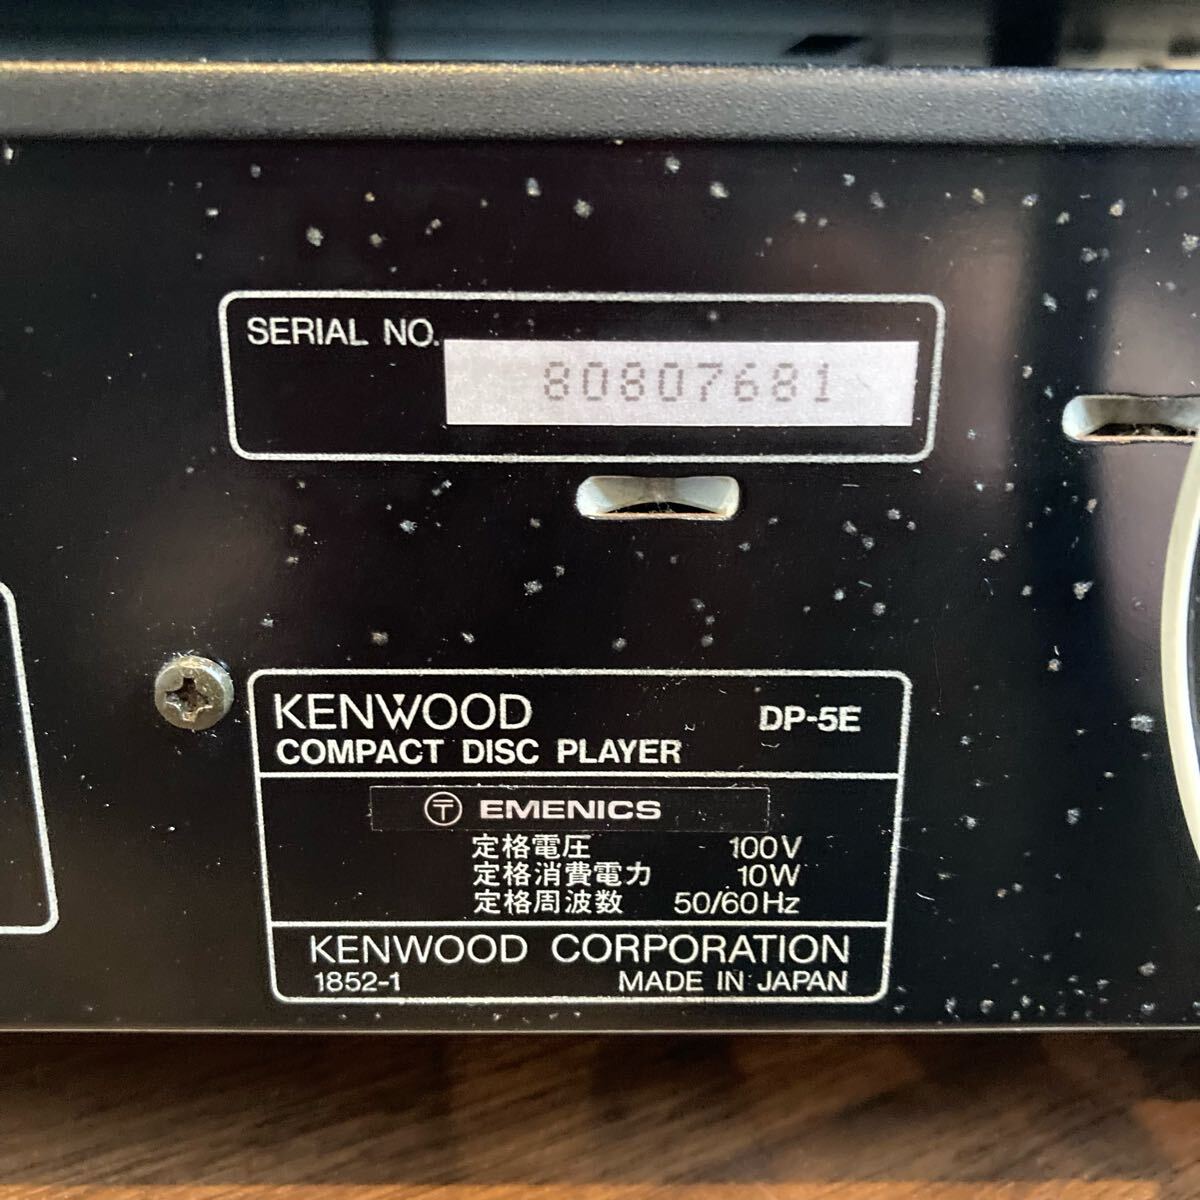 SERIAL NO.
80807681
KENWOOD DP-5E
COMPACT DISC PLAYER
〒 EMENICS
定格電圧 100V
定格消費電力 10W
定格周波数 50/60Hz
KENWOOD CORPORATION
1852-1 MADE IN JAPAN